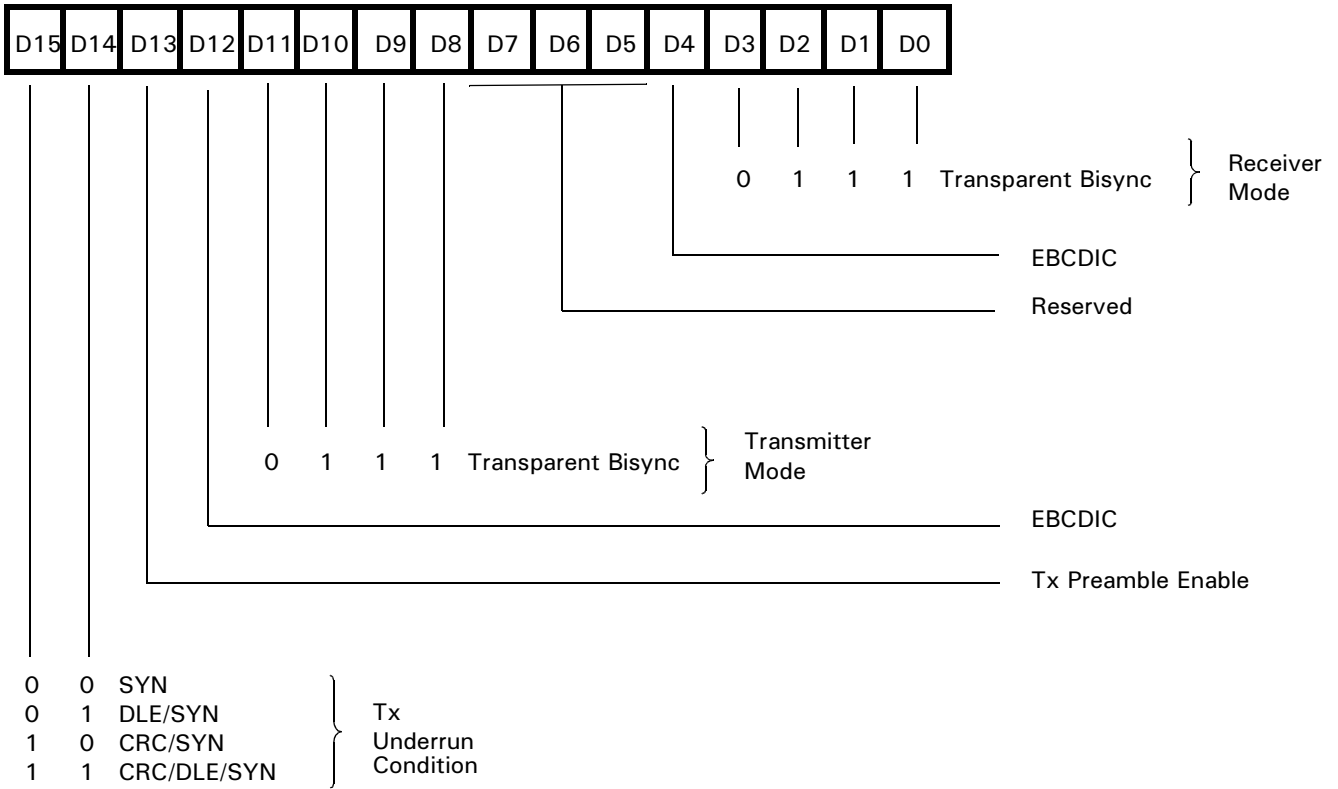 D15 D14 D13 D12 D11 D10 D9 D8 D7 D6 D5 D4 D3 D2 D1 D0
0 1 1 1 Transparent Bisync
Receiver
Mode
EBCDIC
Reserved
0 1 1 1 Transparent Bisync
Transmitter
Mode
EBCDIC
Tx Preamble Enable
0 0 SYN
0 1 DLE/SYN
1 0 CRC/SYN
1 1 CRC/DLE/SYN
Tx
Underrun
Condition